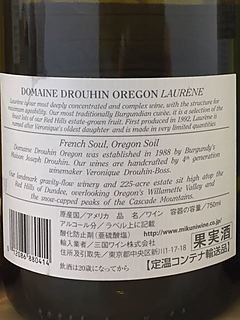 DOMAINE DROUHIN OREGON LAURÈNE
Laurène is our most deeply concentrated and complex wine, with the structure for
maximum ageability. Our most traditionally Burgundian cuvée, it is a selection of the
finest lots of our Red Hills estate-grown fruit. First produced in 1992, Laurène is
named after Véronique's oldest daughter and is made in very limited quantities
French Soul, Oregon Soil
Domaine Drouhin Oregon was established in 1988 by Burgundy's
Maison Joseph Drouhin. Our wines are handcrafted by 4th generation
winemaker Véronique Drouhin-Boss.
Our landmark gravity-flow winery and 225-acre estate sit high atop the
Red Hills of Dundee, overlooking Oregon's Willamette Valley and
the snow-capped peaks of the Cascade Mountains.
原産国/アメリカ 品名/ワイン 容器の容量/750ml
アルコール分/ラベル上に記載
酸化防止剤(亜硫酸塩) http://www.mikuniwine.co.jp
輸入業者/三国ワイン株式会社
住所及引取先/東京都中央区新川1-17-18
飲酒は20歳になってから
果実酒
【定温コンテナ輸送品】
012086880414